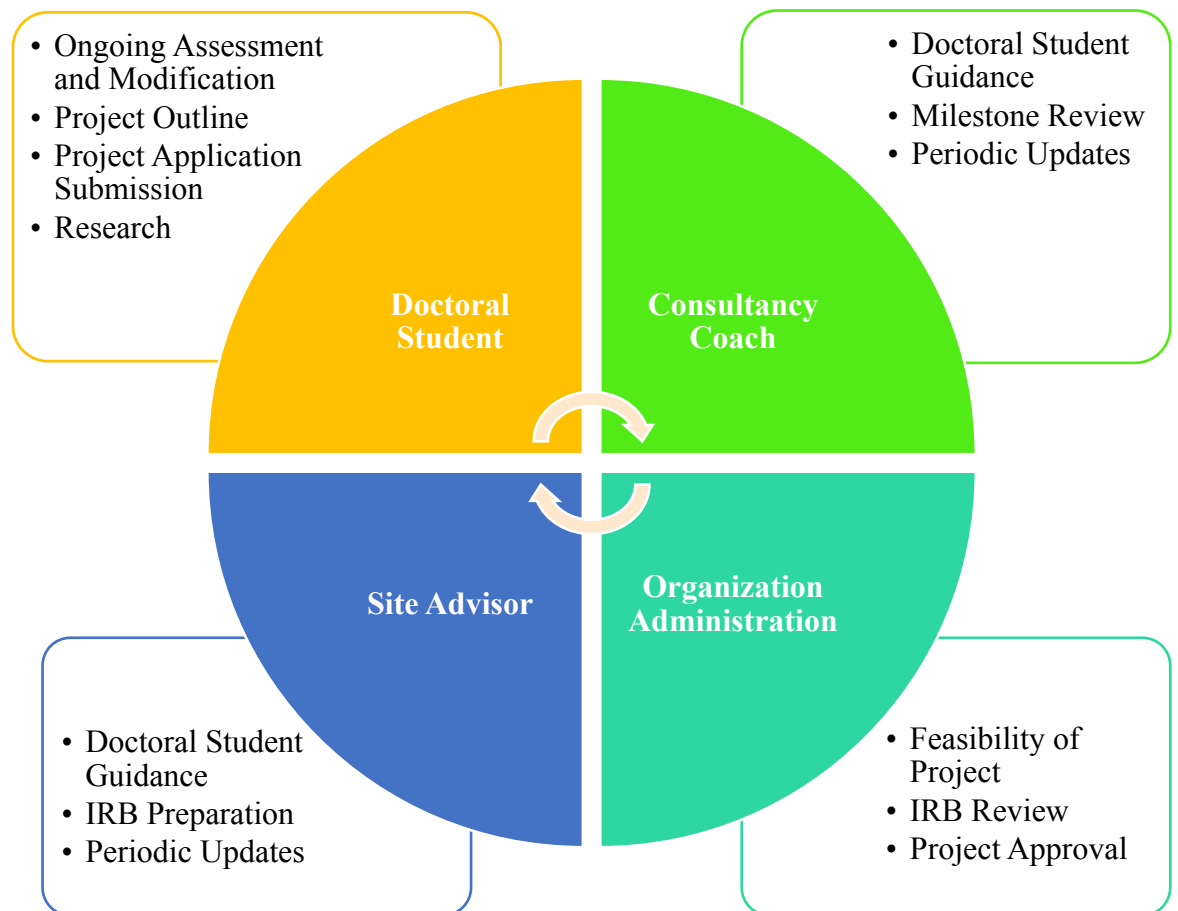 • Ongoing Assessment
and Modification
• Project Outline
• Project Application
Submission
• Research
• Doctoral Student
Guidance
• Milestone Review
• Periodic Updates
Doctoral
Student
Consultancy
Coach
Site Advisor
Organization
Administration
• Doctoral Student
Guidance
• IRB Preparation
• Periodic Updates
• Feasibility of
Project
• IRB Review
• Project Approval